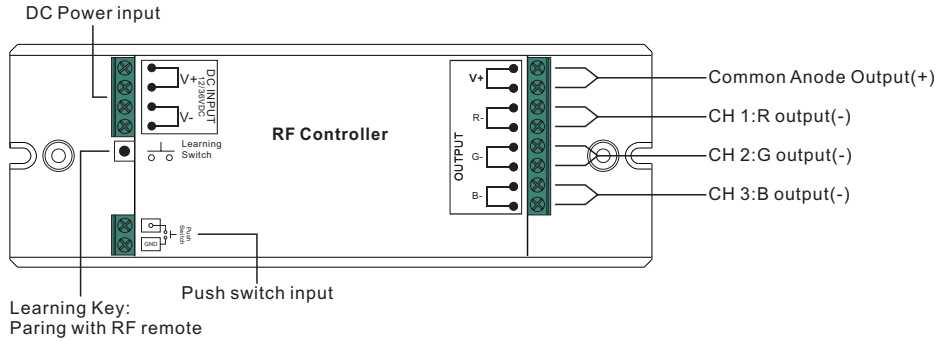 DC Power input
V+
V-
DC INPUT
12/36VDC
Learning
Switch
RF Controller
Push
Switch
GND
OUTPUT
V+
R-
G-
B-
Common Anode Output(+)
CH 1:R output(-)
CH 2:G output(-)
CH 3:B output(-)
Push switch input
Learning Key:
Paring with RF remote